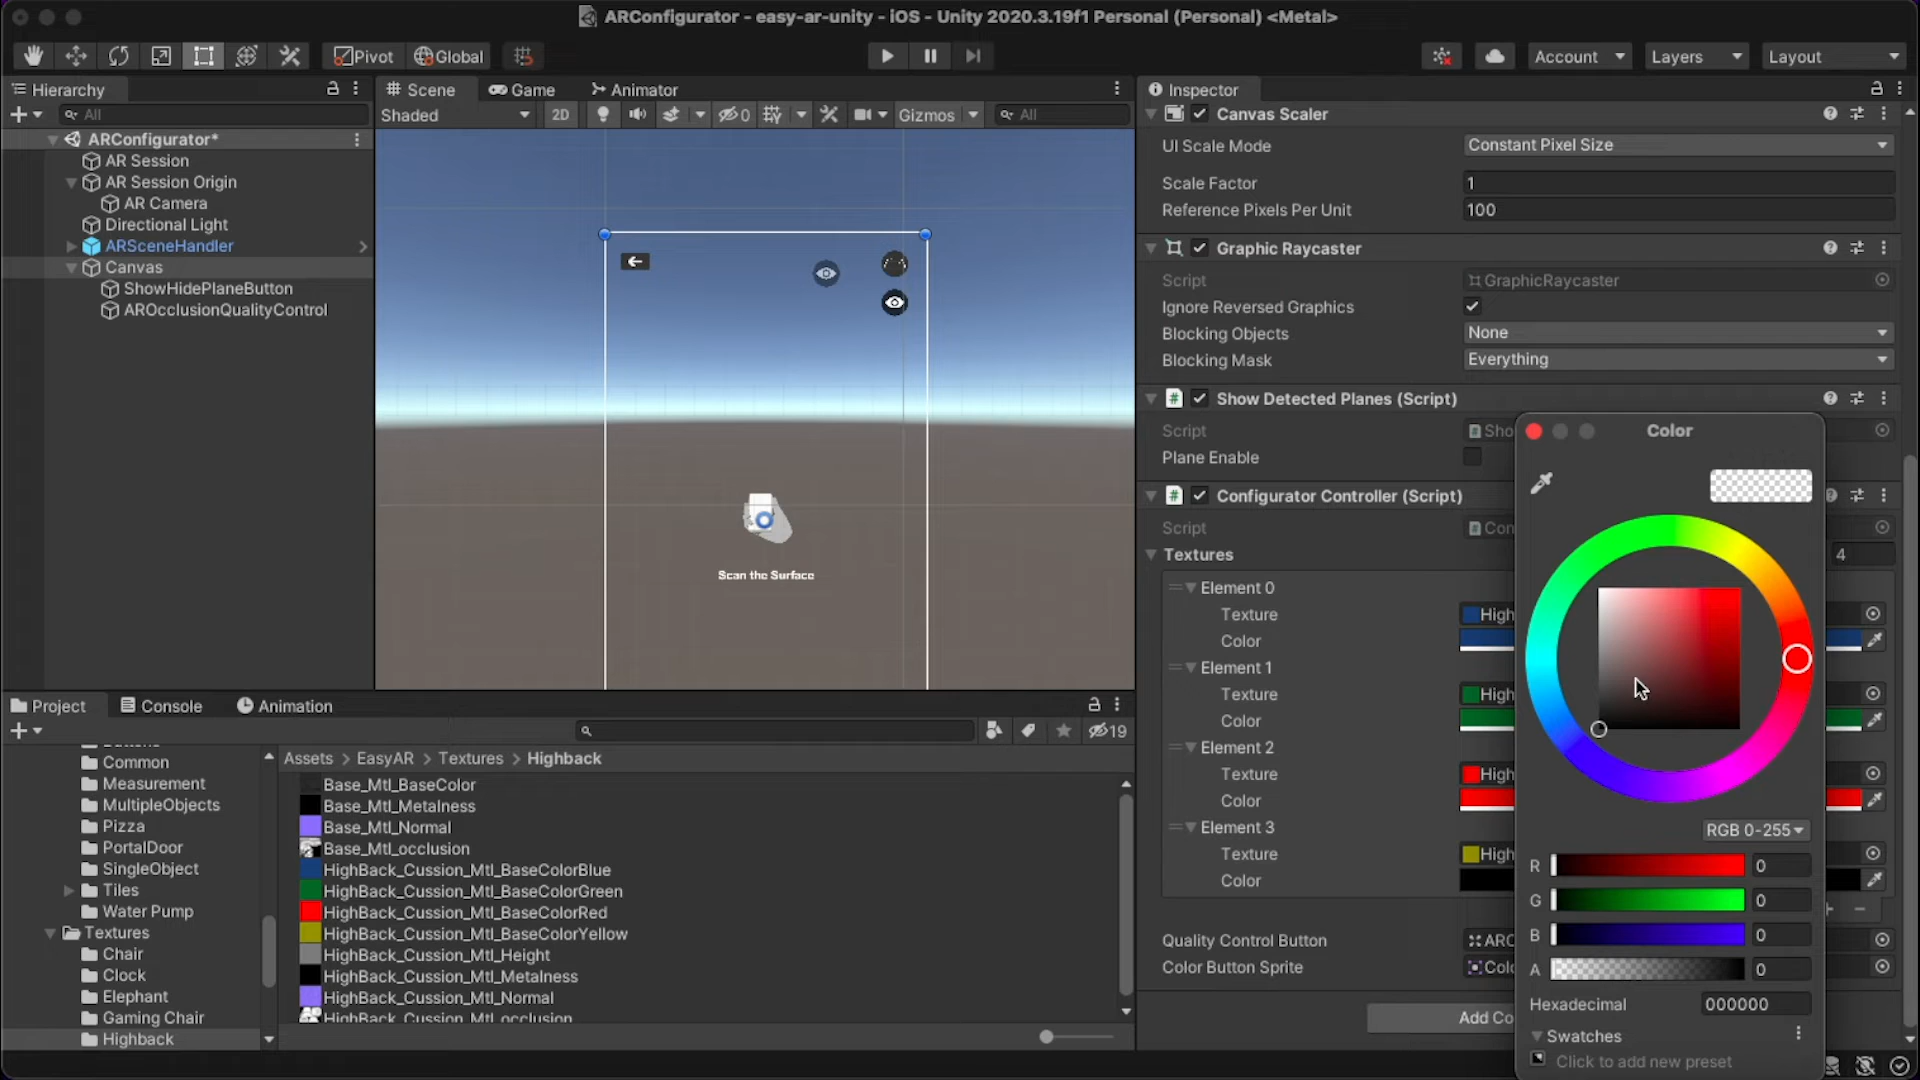 ARConfigurator - easy-ar-unity - iOS - Unity 2020.3.19f1 Personal (Personal) <Metal>
Pivot
Global
Account
Layers
Layout
Hierarchy
All
ARConfigurator*
AR Session
AR Session Origin
AR Camera
Directional Light
ARSceneHandler
Canvas
ShowHidePlaneButton
AROcclusionQualityControl
Scene
Game
Animator
Shaded
2D
0
Gizmos
All
Scan the Surface
Inspector
Canvas Scaler
UI Scale Mode
Constant Pixel Size
Scale Factor
1
Reference Pixels Per Unit
100
Graphic Raycaster
Script
GraphicRaycaster
Ignore Reversed Graphics
Blocking Objects
None
Blocking Mask
Everything
Show Detected Planes (Script)
Script
Sho
Plane Enable
Configurator Controller (Script)
Script
Con
Textures
4
Element 0
Texture
High
Color
Element 1
Texture
High
Color
Element 2
Texture
High
Color
Element 3
Texture
High
Color
Quality Control Button
ARO
Color Button Sprite
Colo
Add Co
Color
RGB 0-255
R
0
G
0
B
0
A
0
Hexadecimal
000000
Swatches
Click to add new preset
Project
Console
Animation
19
Common
Measurement
MultipleObjects
Pizza
PortalDoor
SingleObject
Tiles
Water Pump
Textures
Chair
Clock
Elephant
Gaming Chair
Highback
Assets > EasyAR > Textures > Highback
Base_Mtl_BaseColor
Base_Mtl_Metalness
Base_Mtl_Normal
Base_Mtl_occlusion
HighBack_Cussion_Mtl_BaseColorBlue
HighBack_Cussion_Mtl_BaseColorGreen
HighBack_Cussion_Mtl_BaseColorRed
HighBack_Cussion_Mtl_BaseColorYellow
HighBack_Cussion_Mtl_Height
HighBack_Cussion_Mtl_Metalness
HighBack_Cussion_Mtl_Normal
HighBack_Cussion_Mtl_occlusion